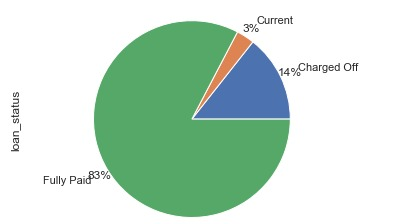 Current
3%
14%
Charged Off
loan_status
Fully Paid
83%